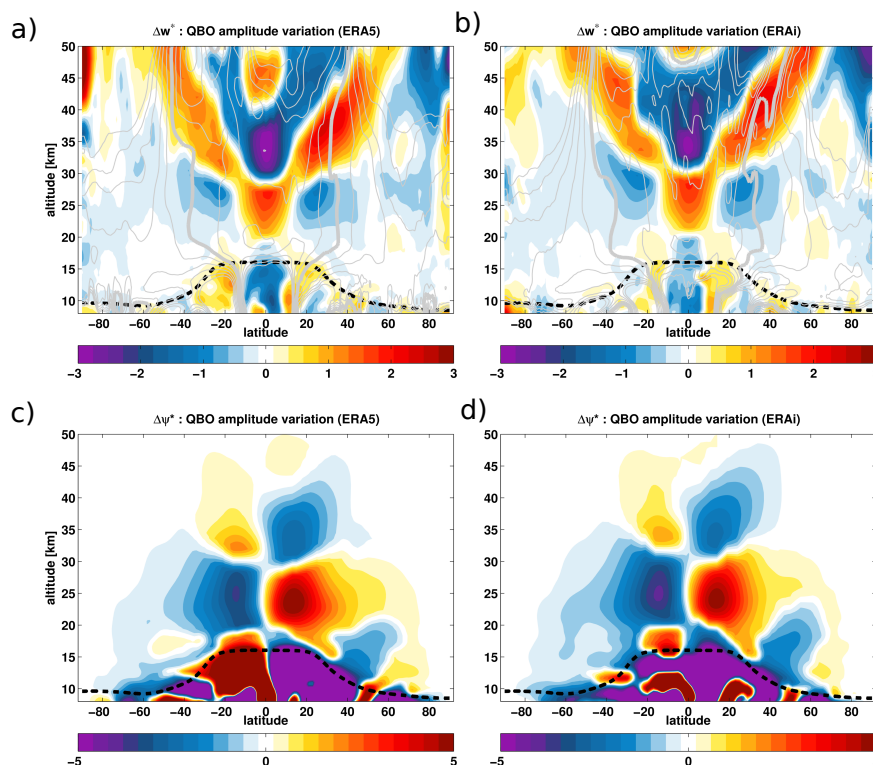 a)
Δw* : QBO amplitude variation (ERA5)
50
45
40
35
30
25
20
15
10
altitude [km]
−80 −60 −40 −20 0 20 40 60 80
latitude
−3 −2 −1 0 1 2 3
b)
Δw* : QBO amplitude variation (ERAi)
50
45
40
35
30
25
20
15
10
altitude [km]
−80 −60 −40 −20 0 20 40 60 80
latitude
−3 −2 −1 0 1 2
c)
Δψ* : QBO amplitude variation (ERA5)
50
45
40
35
30
25
20
15
10
altitude [km]
−80 −60 −40 −20 0 20 40 60 80
latitude
−5 0 5
d)
Δψ* : QBO amplitude variation (ERAi)
50
45
40
35
30
25
20
15
10
altitude [km]
−80 −60 −40 −20 0 20 40 60 80
latitude
−5 0